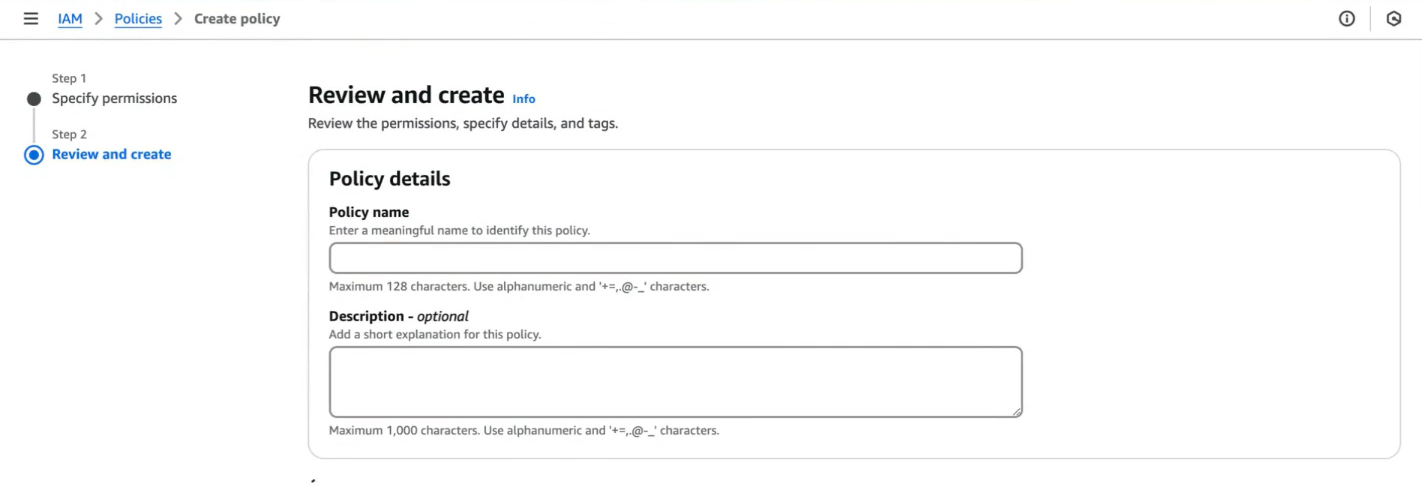 IAM > Policies > Create policy
Step 1
Specify permissions
Step 2
Review and create
Review and create Info
Review the permissions, specify details, and tags.
Policy details
Policy name
Enter a meaningful name to identify this policy.
Maximum 128 characters. Use alphanumeric and '+=,.@-_' characters.
Description - optional
Add a short explanation for this policy.
Maximum 1,000 characters. Use alphanumeric and '+=,.@-_' characters.